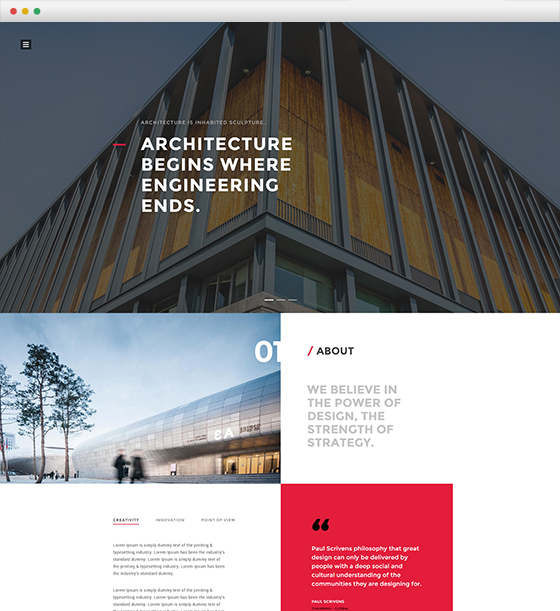 ARCHITECTURE IS INHABITED SCULPTURE.
ARCHITECTURE
BEGINS WHERE
ENGINEERING
ENDS.
01
/ ABOUT
WE BELIEVE IN
THE POWER OF
DESIGN, THE
STRENGTH OF
STRATEGY.
CREATIVITY INNOVATION POINT OF VIEW
Lorem Ipsum is simply dummy text of the printing &
typesetting industry. Lorem Ipsum has been the industry's
standard dummy. Lorem Ipsum is simply dummy text of
the printing & typesetting industry. Lorem Ipsum has been
the industry's standard dummy
Lorem Ipsum is simply dummy text of the printing &
typesetting industry. Lorem Ipsum has been the industry's
“
Paul Scrivens philosophy that great
design can only be delivered by
people with a deep social and
cultural understanding of the
communities they are designing for.
PAUL SCRIVENS
CHAIRMAN - GLOBAL